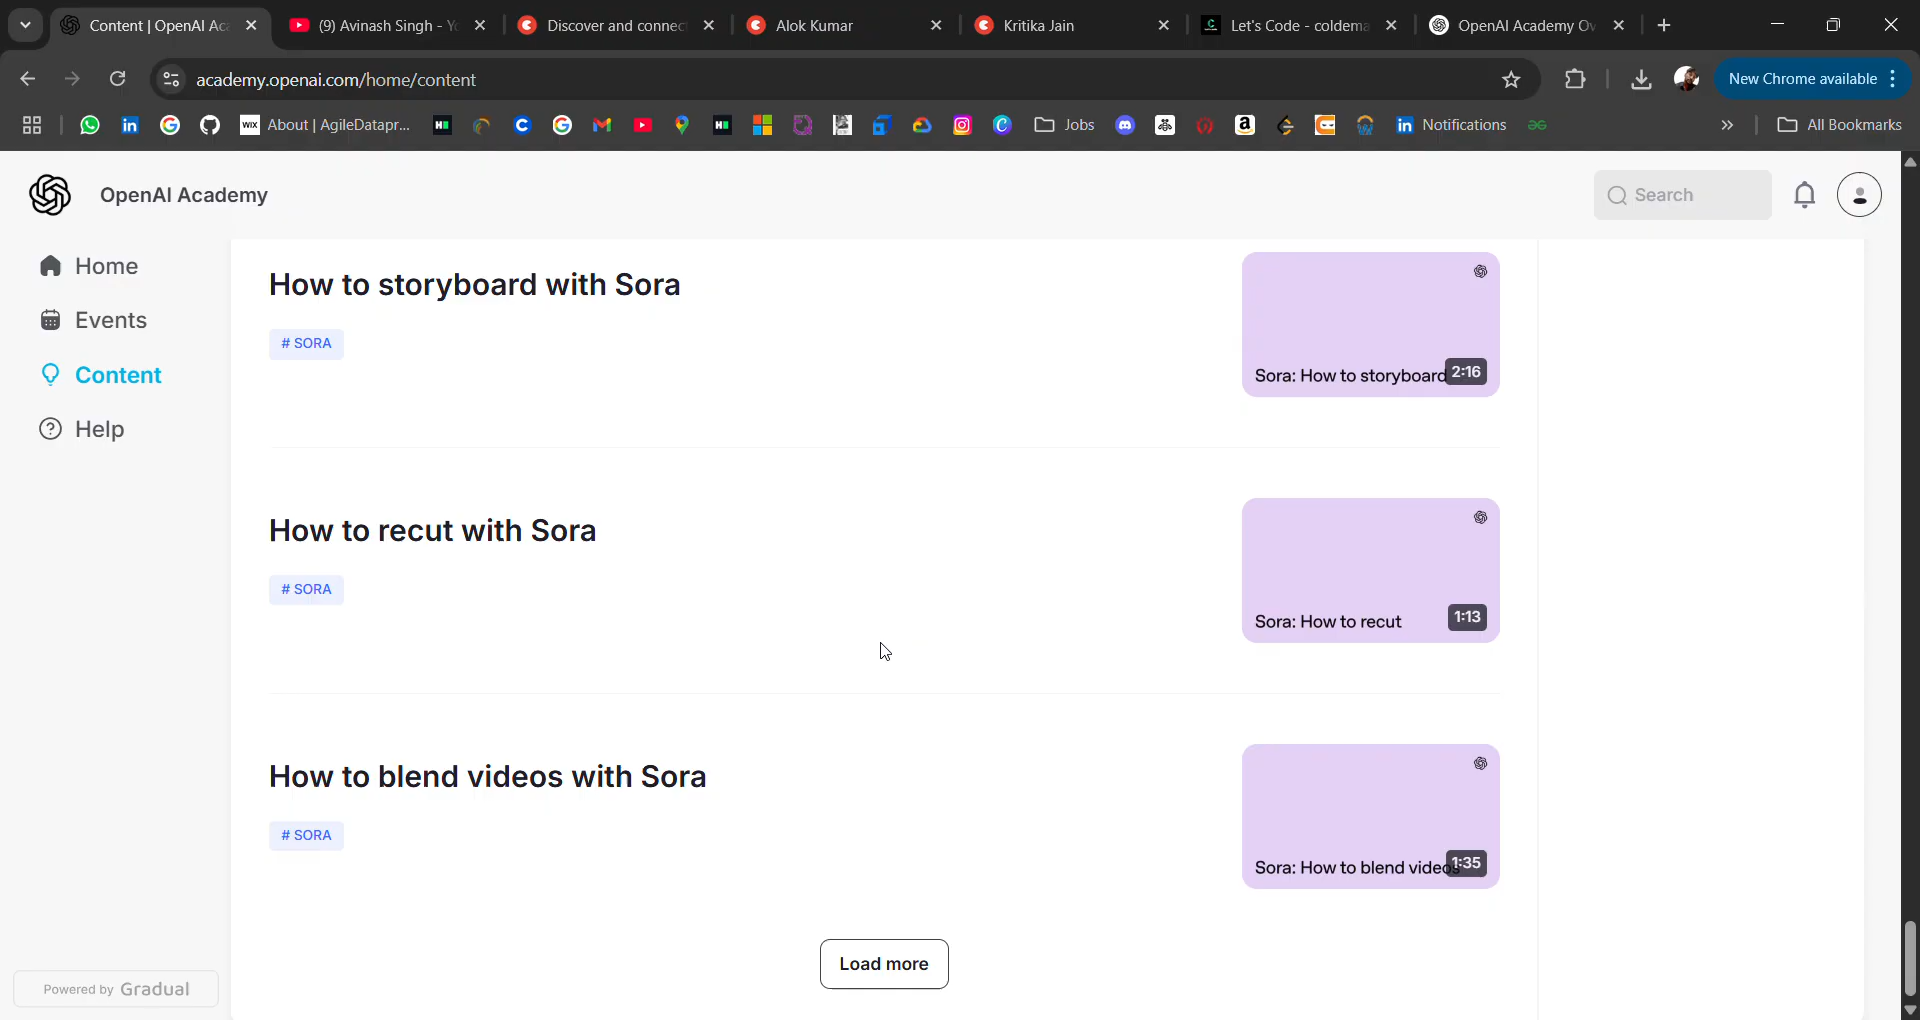 Content | OpenAI Aca
(9) Avinash Singh - Yo
Discover and connec
Alok Kumar
Kritika Jain
Let's Code - coldema
OpenAI Academy Ov
academy.openai.com/home/content
New Chrome available
WIX
About | AgileDatapr...
Jobs
Notifications
All Bookmarks
OpenAI Academy
Search
Home
Events
Content
Help
How to storyboard with Sora
# SORA
Sora: How to storyboard
2:16
How to recut with Sora
# SORA
Sora: How to recut
1:13
How to blend videos with Sora
# SORA
Sora: How to blend videos
1:35
Load more
Powered by Gradual